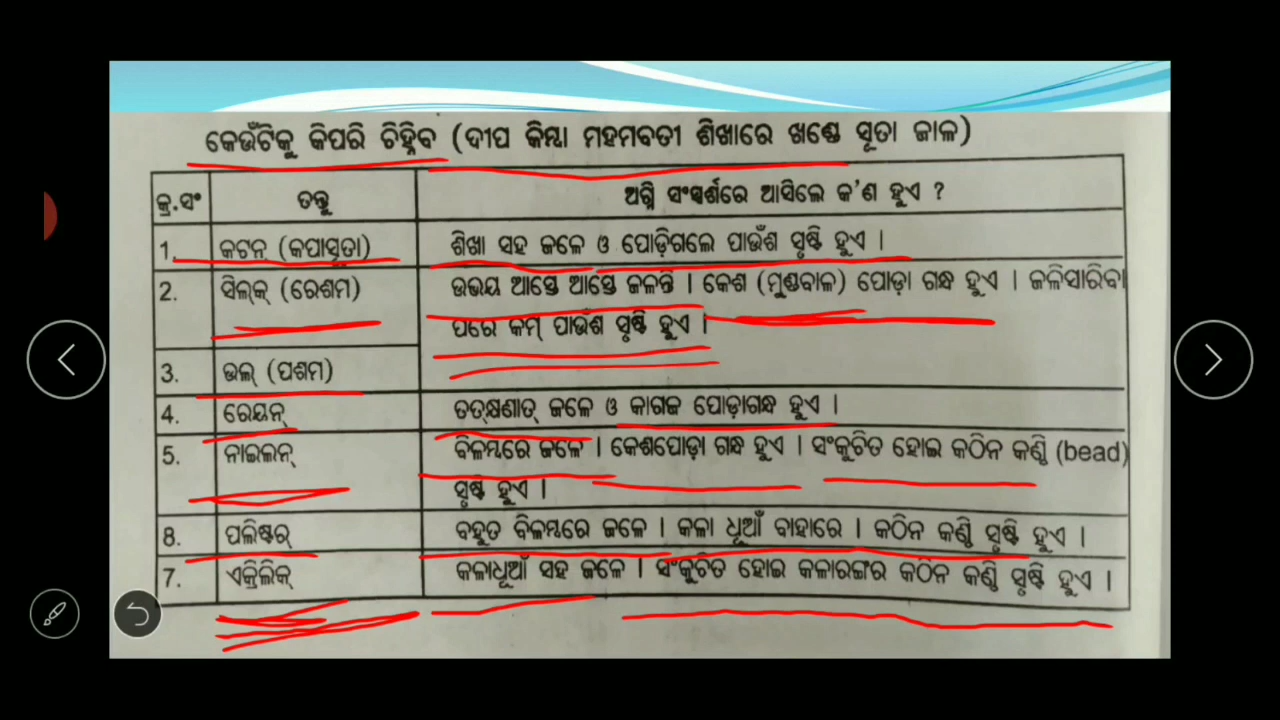 କେଉଁଟିକୁ କିପରି ଚିହ୍ନିବ (ଦୀପ କିମ୍ବା ମହମବତୀ ଶିଖାରେ ଖଣ୍ଡେ ସୂତା ଜାଳ)
କ୍ର.ସଂ ତନ୍ତୁ ଅଗ୍ନି ସଂସ୍ପର୍ଶରେ ଆସିଲେ କ'ଣ ହୁଏ ?
1. କଟନ୍ (କପାସୂତା) ଶିଖା ସହ ଜଳେ ଓ ପୋଡ଼ିଗଲେ ପାଉଁଶ ସୃଷ୍ଟି ହୁଏ ।
2. ସିଲ୍‌କ୍ (ରେଶମ) ଉଭୟ ଆସ୍ତେ ଆସ୍ତେ ଜଳନ୍ତି । କେଶ (ମୁଣ୍ଡବାଳ) ପୋଡ଼ା ଗନ୍ଧ ହୁଏ । ଜଳିସାରିବା
ପରେ କମ୍ ପାଉଁଶ ସୃଷ୍ଟି ହୁଏ ।
3. ଉଲ୍ (ପଶମ)
4. ରେୟନ୍ ତତ୍‌କ୍ଷଣାତ୍ ଜଳେ ଓ କାଗଜ ପୋଡ଼ାଗନ୍ଧ ହୁଏ ।
5. ନାଇଲନ୍ ବିଳମ୍ବରେ ଜଳେ । କେଶପୋଡ଼ା ଗନ୍ଧ ହୁଏ । ସଂକୁଚିତ ହୋଇ କଠିନ କଣ୍ଠି (bead)
ସୃଷ୍ଟି ହୁଏ ।
8. ପଲିଷ୍ଟର୍ ବହୁତ ବିଳମ୍ବରେ ଜଳେ । କଳା ଧୂଆଁ ବାହାରେ । କଠିନ କଣ୍ଠି ସୃଷ୍ଟି ହୁଏ ।
7. ଏକ୍ରିଲିକ୍ କଳାଧୂଆଁ ସହ ଜଳେ । ସଂକୁଚିତ ହୋଇ କଳାରଙ୍ଗର କଠିନ କଣ୍ଠି ସୃଷ୍ଟି ହୁଏ ।